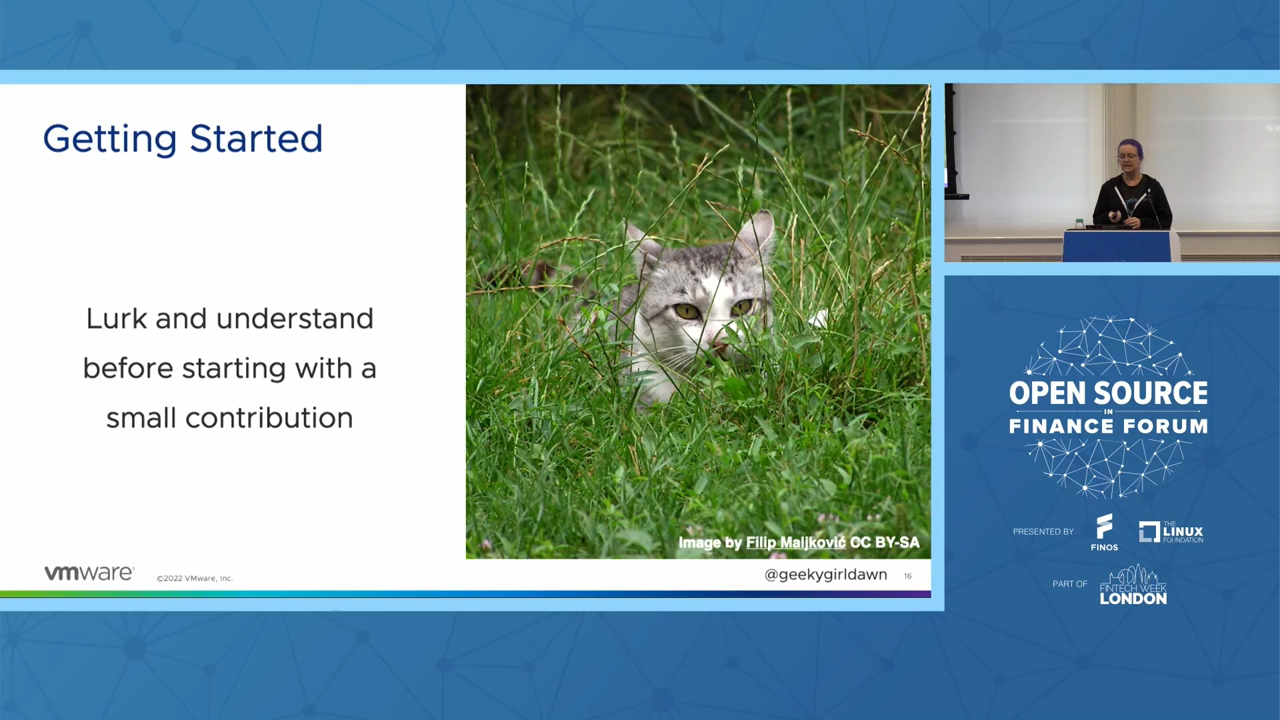 Getting Started
Lurk and understand
before starting with a
small contribution
Image by Filip Maljković CC BY-SA
vmware®
©2022 VMware, Inc.
@geekygirldawn
16
OPEN SOURCE
IN
FINANCE FORUM
PRESENTED BY
FINOS
THE
LINUX
FOUNDATION
PART OF
FINTECH WEEK
LONDON